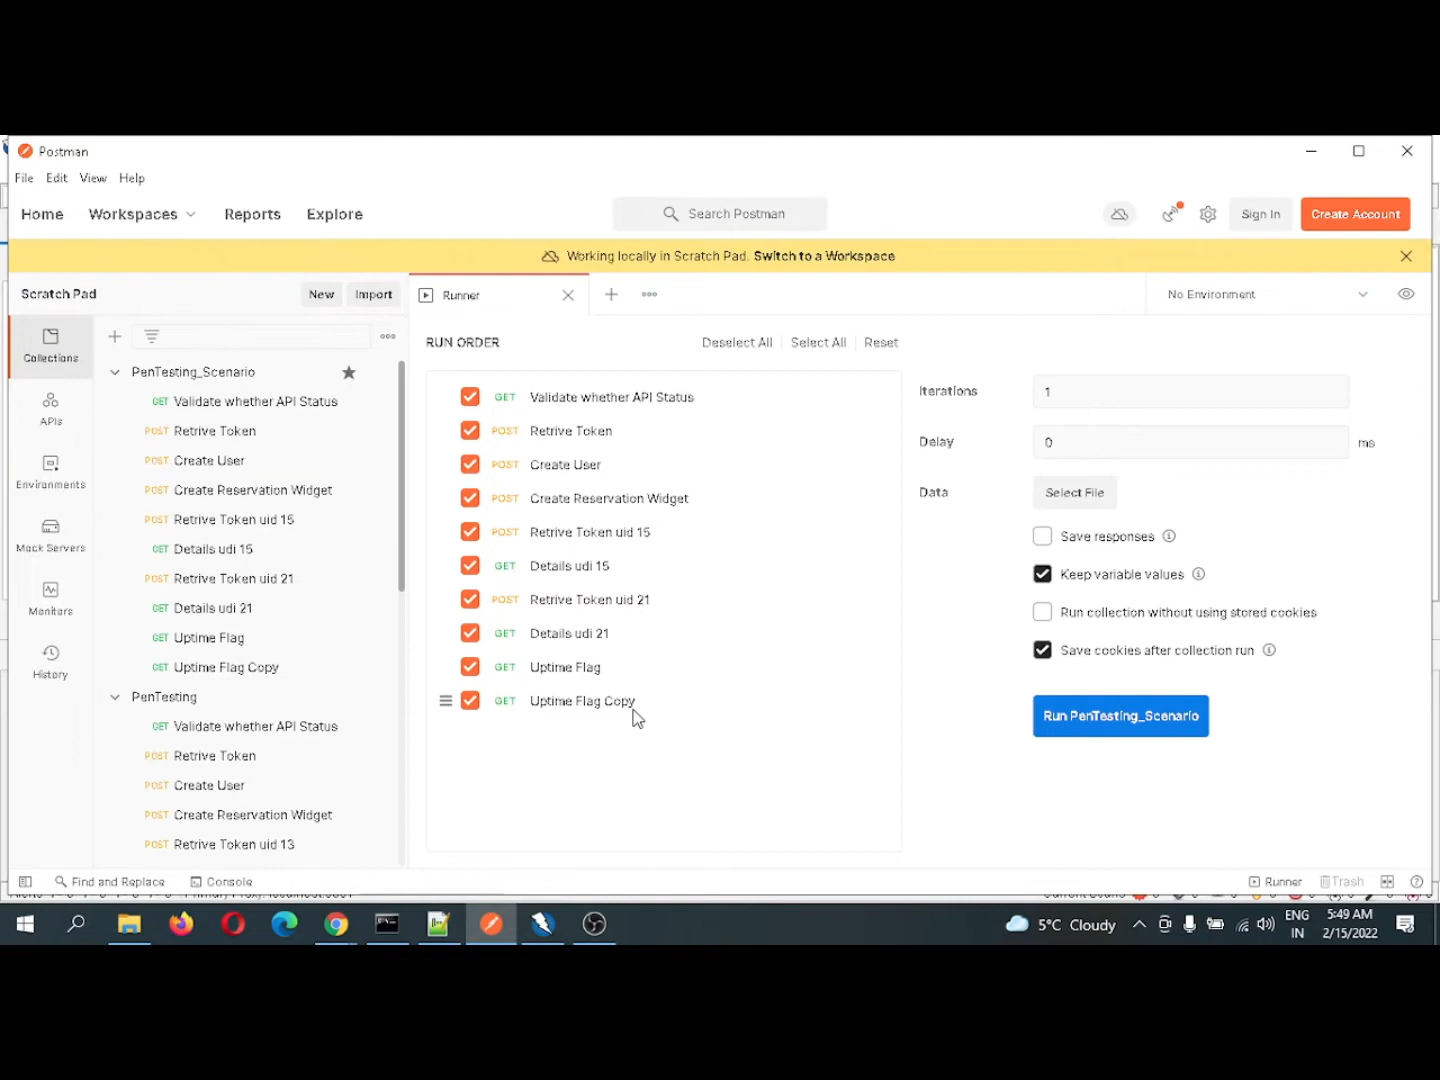 Postman
File Edit View Help
Home Workspaces Reports Explore Search Postman Sign In Create Account
Working locally in Scratch Pad. Switch to a Workspace
Scratch Pad New Import Runner No Environment
Collections
APIs
Environments
Mock Servers
Monitors
History
PenTesting_Scenario
GET Validate whether API Status
POST Retrive Token
POST Create User
POST Create Reservation Widget
POST Retrive Token uid 15
GET Details udi 15
POST Retrive Token uid 21
GET Details udi 21
GET Uptime Flag
GET Uptime Flag Copy
PenTesting
GET Validate whether API Status
POST Retrive Token
POST Create User
POST Create Reservation Widget
POST Retrive Token uid 13
RUN ORDER Deselect All Select All Reset
GET Validate whether API Status
POST Retrive Token
POST Create User
POST Create Reservation Widget
POST Retrive Token uid 15
GET Details udi 15
POST Retrive Token uid 21
GET Details udi 21
GET Uptime Flag
GET Uptime Flag Copy
Iterations 1
Delay 0 ms
Data Select File
Save responses
Keep variable values
Run collection without using stored cookies
Save cookies after collection run
Run PenTesting_Scenario
Find and Replace Console Runner Trash
5°C Cloudy ENG 5:49 AM
IN 2/15/2022